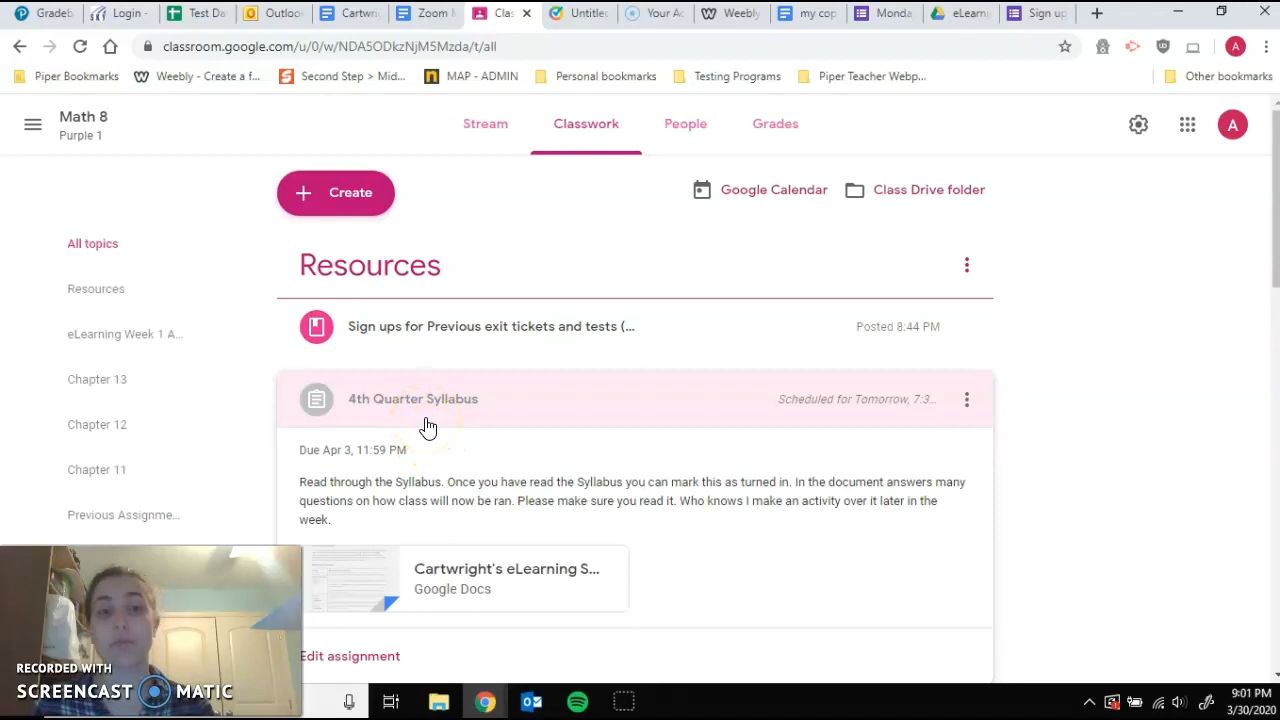 Gradeb
Login -
Test Da
Outlook
Cartwri
Zoom M
Clas
Untitled
Your Ac
Weebly
my cop
Monda
eLearni
Sign up
classroom.google.com/u/0/w/NDA5ODkzNjM5Mzda/t/all
A
Piper Bookmarks
Weebly - Create a f...
Second Step > Mid...
MAP - ADMIN
Personal bookmarks
Testing Programs
Piper Teacher Webp...
Other bookmarks
Math 8
Purple 1
Stream
Classwork
People
Grades
A
Create
Google Calendar
Class Drive folder
All topics
Resources
eLearning Week 1 A...
Chapter 13
Chapter 12
Chapter 11
Previous Assignme...
Resources
Sign ups for Previous exit tickets and tests (...
Posted 8:44 PM
4th Quarter Syllabus
Scheduled for Tomorrow, 7:3...
Due Apr 3, 11:59 PM
Read through the Syllabus. Once you have read the Syllabus you can mark this as turned in. In the document answers many
questions on how class will now be ran. Please make sure you read it. Who knows I make an activity over it later in the
week.
Cartwright's eLearning S...
Google Docs
Edit assignment
RECORDED WITH
SCREENCAST MATIC
9:01 PM
3/30/2020